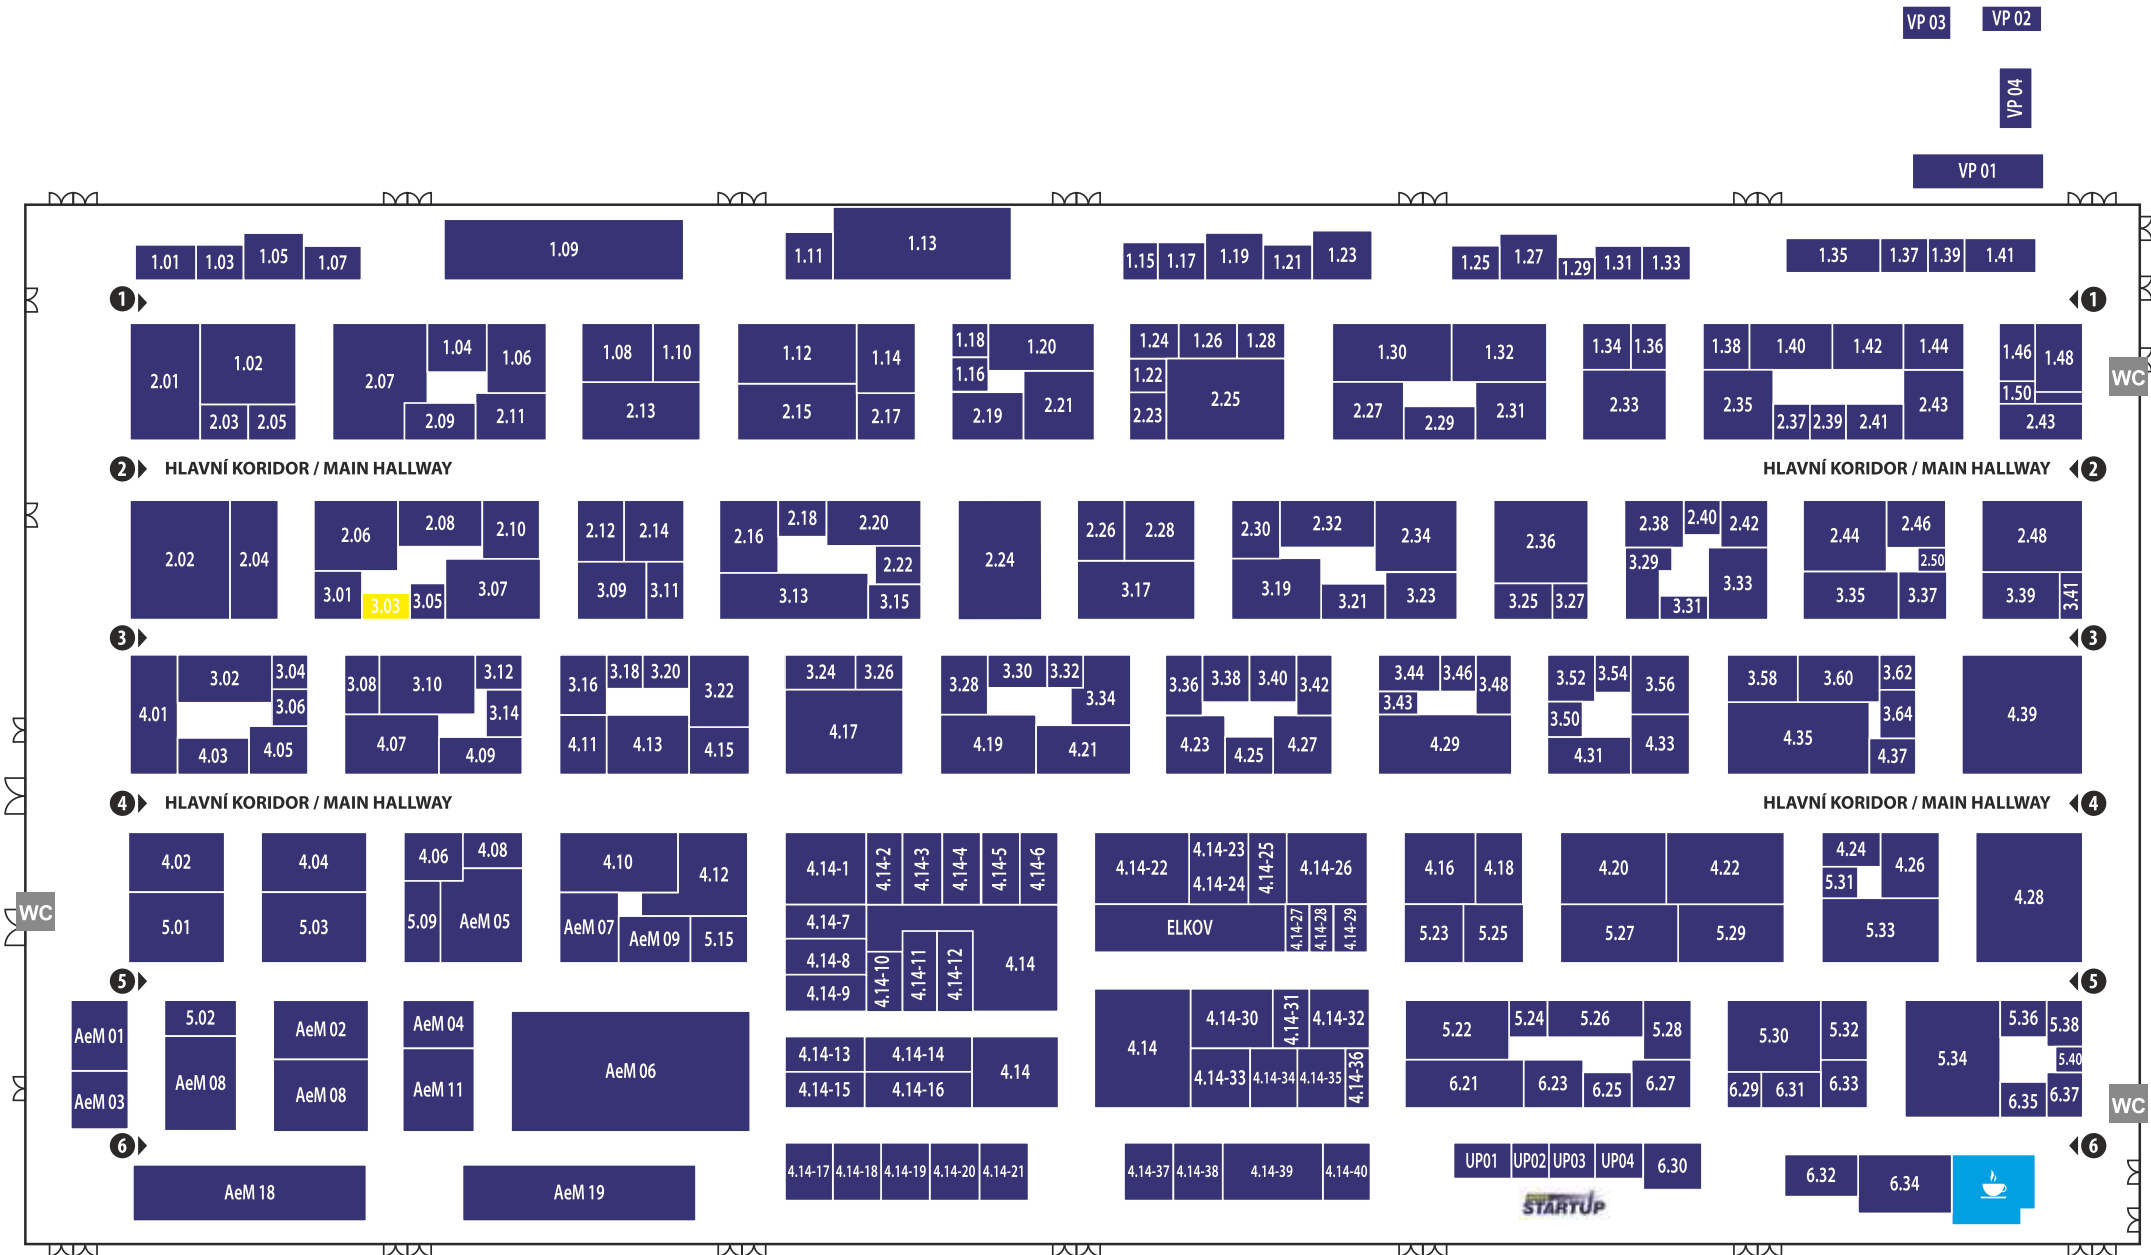 VP 03
VP 02
VP 04
VP 01
1.01 1.03 1.05 1.07 1.09 1.11 1.13 1.15 1.17 1.19 1.21 1.23 1.25 1.27 1.29 1.31 1.33 1.35 1.37 1.39 1.41
1 1
2.01 1.02 2.07 1.04 1.06 1.08 1.10 1.12 1.14 1.18 1.20 1.24 1.26 1.28 1.30 1.32 1.34 1.36 1.38 1.40 1.42 1.44 1.46 1.48
1.16 1.22 1.50 WC
2.03 2.05 2.09 2.11 2.13 2.15 2.17 2.19 2.21 2.23 2.25 2.27 2.29 2.31 2.33 2.35 2.37 2.39 2.41 2.43 2.43
2 HLAVNÍ KORIDOR / MAIN HALLWAY HLAVNÍ KORIDOR / MAIN HALLWAY 2
2.02 2.04 2.06 2.08 2.10 2.12 2.14 2.16 2.18 2.20 2.24 2.26 2.28 2.30 2.32 2.34 2.36 2.38 2.40 2.42 2.44 2.46 2.48
2.22 3.29 2.50
3.01 3.03 3.05 3.07 3.09 3.11 3.13 3.15 3.17 3.19 3.21 3.23 3.25 3.27 3.31 3.33 3.35 3.37 3.39 3.41
3 3
4.01 3.02 3.04 3.08 3.10 3.12 3.16 3.18 3.20 3.22 3.24 3.26 3.28 3.30 3.32 3.34 3.36 3.38 3.40 3.42 3.44 3.46 3.48 3.52 3.54 3.56 3.58 3.60 3.62 4.39
3.06 3.14 3.43 3.50 3.64
4.03 4.05 4.07 4.09 4.11 4.13 4.15 4.17 4.19 4.21 4.23 4.25 4.27 4.29 4.31 4.33 4.35 4.37
4 HLAVNÍ KORIDOR / MAIN HALLWAY HLAVNÍ KORIDOR / MAIN HALLWAY 4
4.02 4.04 4.06 4.08 4.10 4.12 4.14-1 4.14-2 4.14-3 4.14-4 4.14-5 4.14-6 4.14-22 4.14-23 4.14-25 4.14-26 4.16 4.18 4.20 4.22 4.24 4.26 4.28
4.14-24 5.31
WC 5.01 5.03 5.09 AeM 05 AeM 07 AeM 09 5.15 4.14-7 ELKOV 4.14-27 4.14-28 4.14-29 5.23 5.25 5.27 5.29 5.33
4.14-8 4.14-10 4.14-11 4.14-12 4.14
4.14-9
5 5
AeM 01 5.02 AeM 02 AeM 04 4.14 4.14-30 4.14-31 4.14-32 5.22 5.24 5.26 5.28 5.30 5.32 5.34 5.36 5.38
AeM 08 AeM 06 4.14-13 4.14-14 4.14 5.40
AeM 03 AeM 08 AeM 11 4.14-15 4.14-16 4.14-33 4.14-34 4.14-35 4.14-36 6.21 6.23 6.25 6.27 6.29 6.31 6.33 6.35 6.37 WC
6 6
AeM 18 AeM 19 4.14-17 4.14-18 4.14-19 4.14-20 4.14-21 4.14-37 4.14-38 4.14-39 4.14-40 UP01 UP02 UP03 UP04 6.30 6.32 6.34
STARTUP